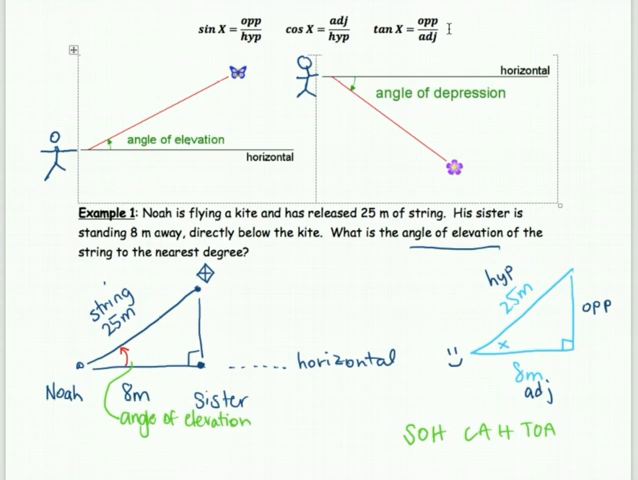 sin X = opp/hyp   cos X = adj/hyp   tan X = opp/adj
horizontal
angle of depression
angle of elevation
horizontal
Example 1: Noah is flying a kite and has released 25 m of string. His sister is
standing 8 m away, directly below the kite. What is the angle of elevation of the
string to the nearest degree?
string
25m
horizontal
Noah
8m
Sister
angle of elevation
hyp
25m
opp
x
8m
adj
SOH CAH TOA